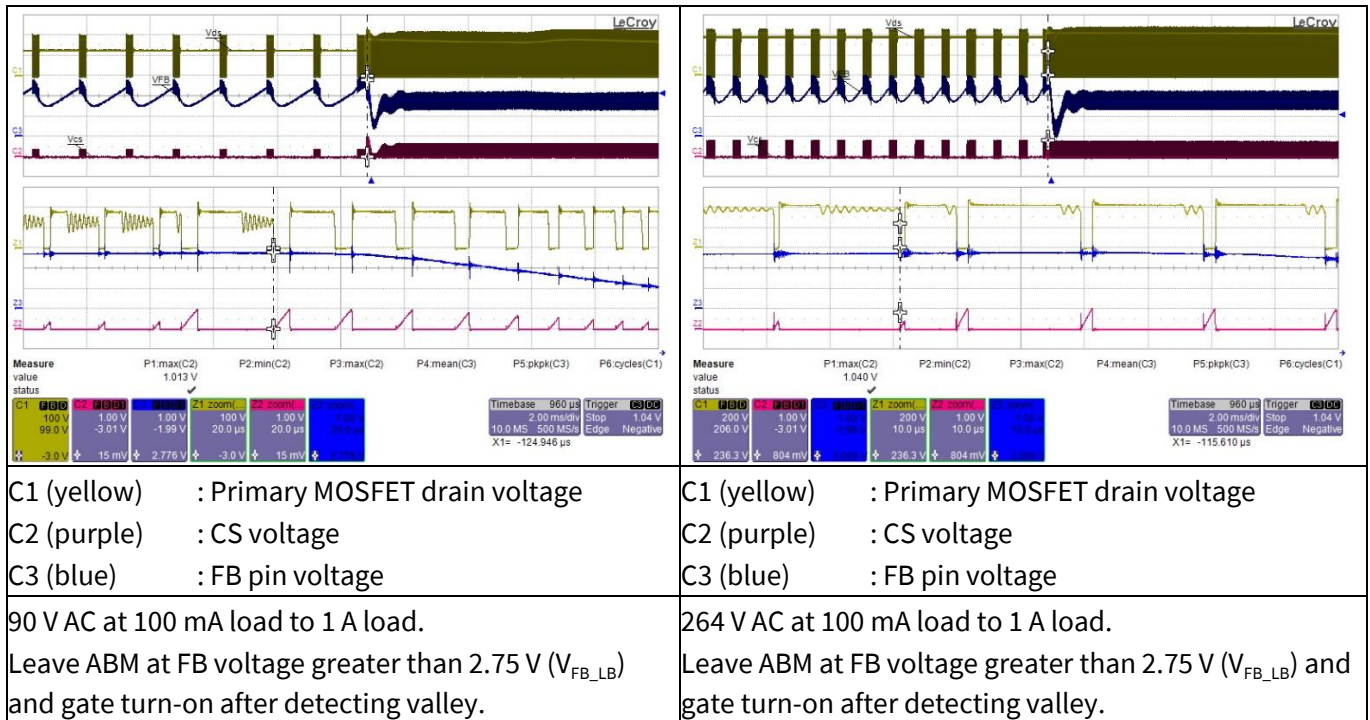 LeCroy
Vds
VFB
Vcs
C1
C3
C2
Z1
Z3
Z2
Measure P1:max(C2) P2:min(C2) P3:max(C2) P4:mean(C2) P5:pkpk(C3) P6:cycles(C1)
value 1.013 V
status ✓
C1 FBD C2 FBD1 Z1 zoom(... Z2 zoom(... Timebase 960 µs Trigger C3 DC
100 V 1.00 V 100 V 1.00 V 2.00 ms/div Stop 1.04 V
99.0 V -3.01 V -1.99 V 20.0 µs 20.0 µs 10.0 MS 500 MS/s Edge Negative
X1= -124.946 µs
-3.0 V 15 mV 2.776 V -3.0 V 15 mV
LeCroy
Vds
Vcs
C1
C3
C2
Z1
Z3
Z2
Measure P1:max(C2) P2:min(C2) P3:max(C2) P4:mean(C2) P5:pkpk(C3) P6:cycles(C1)
value 1.040 V
status ✓
C1 FBD C2 FBD1 Z1 zoom(... Z2 zoom(... Timebase 960 µs Trigger C3 DC
200 V 1.00 V 200 V 1.00 V 2.00 ms/div Stop 1.04 V
206.0 V -3.01 V 10.0 µs 10.0 µs 10.0 MS 500 MS/s Edge Negative
X1= -115.610 µs
236.3 V 804 mV 236.3 V 804 mV
C1 (yellow) : Primary MOSFET drain voltage
C2 (purple) : CS voltage
C3 (blue) : FB pin voltage
C1 (yellow) : Primary MOSFET drain voltage
C2 (purple) : CS voltage
C3 (blue) : FB pin voltage
90 V AC at 100 mA load to 1 A load.
Leave ABM at FB voltage greater than 2.75 V (V_FB_LB)
and gate turn-on after detecting valley.
264 V AC at 100 mA load to 1 A load.
Leave ABM at FB voltage greater than 2.75 V (V_FB_LB) and
gate turn-on after detecting valley.